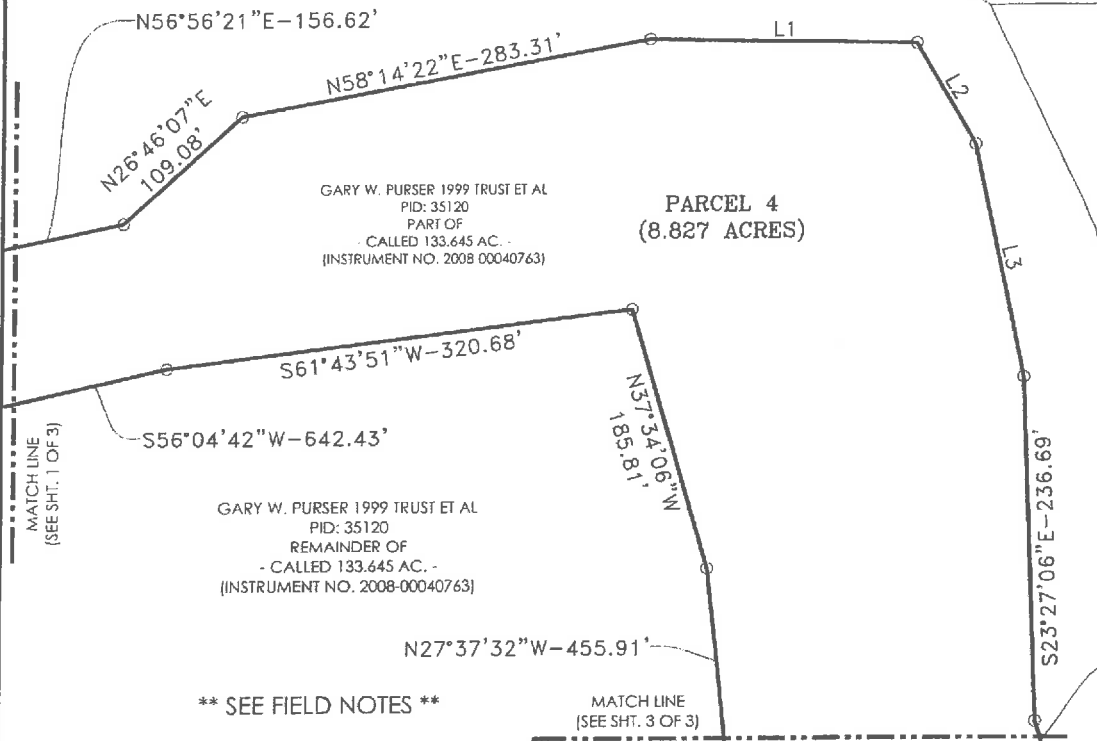 N56°56'21"E-156.62'
L1
N58°14'22"E-283.31'
L2
N26°46'07"E
109.08'
GARY W. PURSER 1999 TRUST ET AL
PID: 35120
PART OF
- CALLED 133.645 AC. -
(INSTRUMENT NO. 2008 00040763)
PARCEL 4
(8.827 ACRES)
L3
S61°43'51"W-320.68'
N37°34'06"W
185.81'
S56°04'42"W-642.43'
MATCH LINE
(SEE SHT. 1 OF 3)
S23°27'06"E-236.69'
GARY W. PURSER 1999 TRUST ET AL
PID: 35120
REMAINDER OF
- CALLED 133.645 AC. -
(INSTRUMENT NO. 2008-00040763)
N27°37'32"W-455.91'
** SEE FIELD NOTES **
MATCH LINE
(SEE SHT. 3 OF 3)